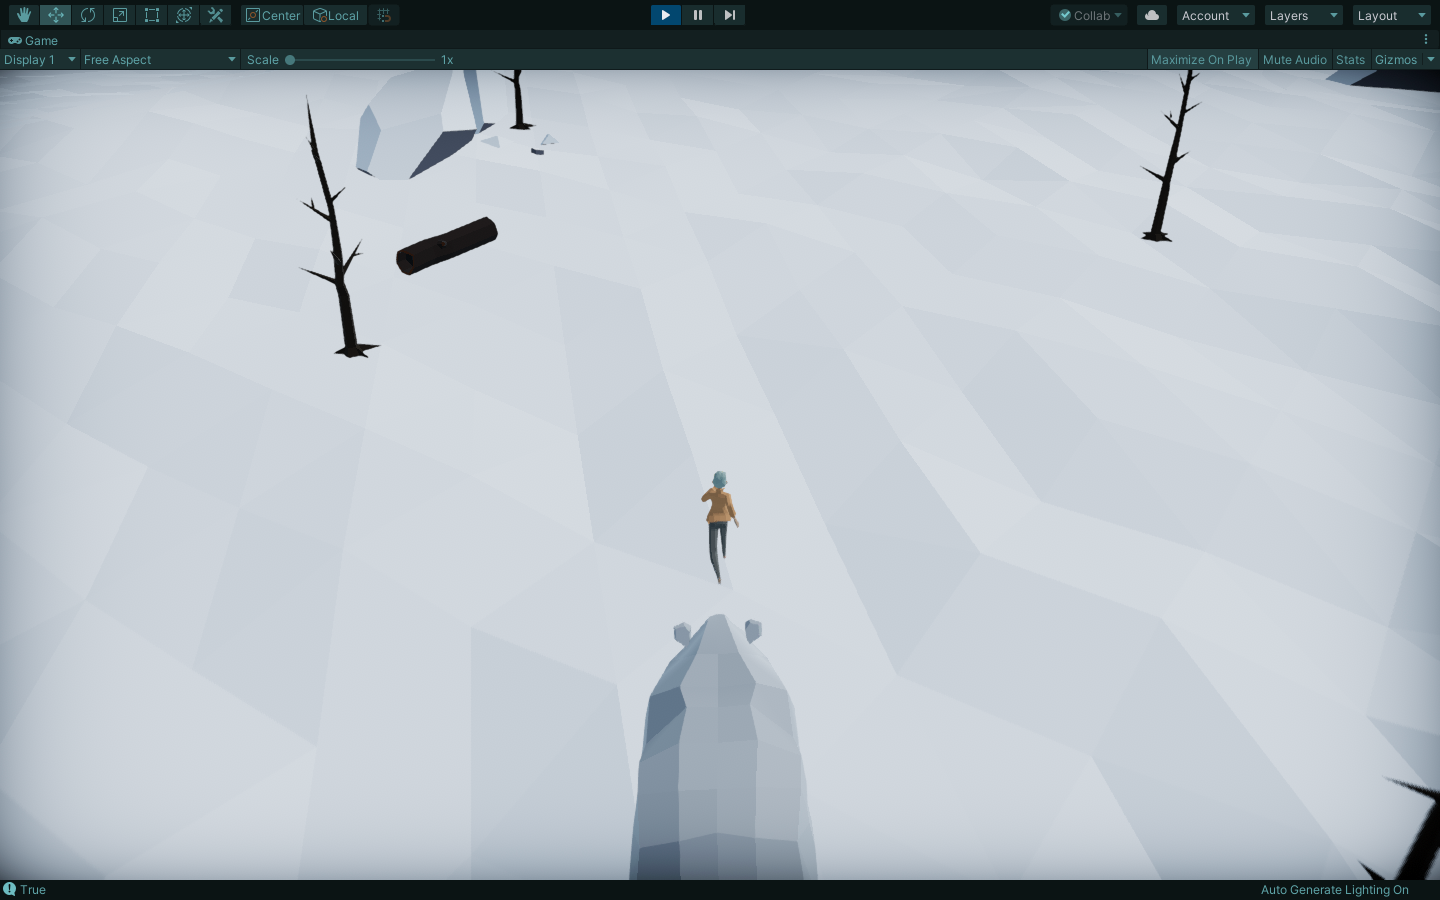 Center Local Collab Account Layers Layout
Game
Display 1 Free Aspect Scale 1x Maximize On Play Mute Audio Stats Gizmos
True Auto Generate Lighting On